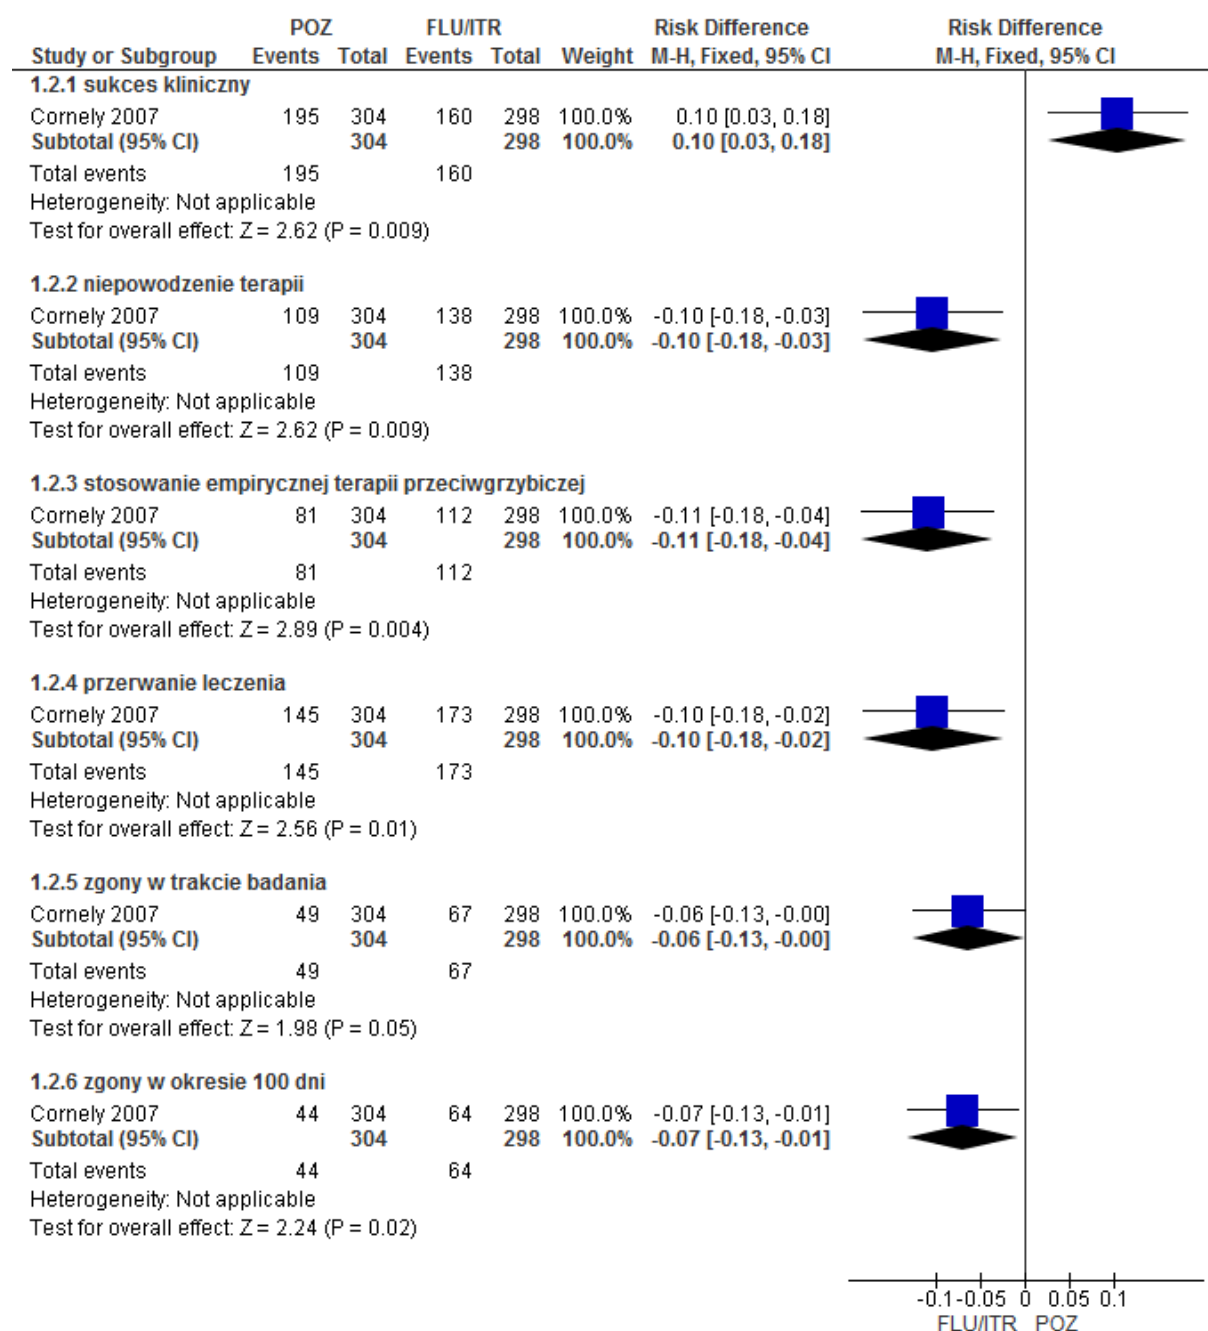 POZ FLU/ITR Risk Difference Risk Difference
Study or Subgroup Events Total Events Total Weight M-H, Fixed, 95% CI M-H, Fixed, 95% CI
1.2.1 sukces kliniczny
Cornely 2007 195 304 160 298 100.0% 0.10 [0.03, 0.18]
Subtotal (95% CI) 304 298 100.0% 0.10 [0.03, 0.18]
Total events 195 160
Heterogeneity: Not applicable
Test for overall effect: Z = 2.62 (P = 0.009)
1.2.2 niepowodzenie terapii
Cornely 2007 109 304 138 298 100.0% -0.10 [-0.18, -0.03]
Subtotal (95% CI) 304 298 100.0% -0.10 [-0.18, -0.03]
Total events 109 138
Heterogeneity: Not applicable
Test for overall effect: Z = 2.62 (P = 0.009)
1.2.3 stosowanie empirycznej terapii przeciwgrzybiczej
Cornely 2007 81 304 112 298 100.0% -0.11 [-0.18, -0.04]
Subtotal (95% CI) 304 298 100.0% -0.11 [-0.18, -0.04]
Total events 81 112
Heterogeneity: Not applicable
Test for overall effect: Z = 2.89 (P = 0.004)
1.2.4 przerwanie leczenia
Cornely 2007 145 304 173 298 100.0% -0.10 [-0.18, -0.02]
Subtotal (95% CI) 304 298 100.0% -0.10 [-0.18, -0.02]
Total events 145 173
Heterogeneity: Not applicable
Test for overall effect: Z = 2.56 (P = 0.01)
1.2.5 zgony w trakcie badania
Cornely 2007 49 304 67 298 100.0% -0.06 [-0.13, -0.00]
Subtotal (95% CI) 304 298 100.0% -0.06 [-0.13, -0.00]
Total events 49 67
Heterogeneity: Not applicable
Test for overall effect: Z = 1.98 (P = 0.05)
1.2.6 zgony w okresie 100 dni
Cornely 2007 44 304 64 298 100.0% -0.07 [-0.13, -0.01]
Subtotal (95% CI) 304 298 100.0% -0.07 [-0.13, -0.01]
Total events 44 64
Heterogeneity: Not applicable
Test for overall effect: Z = 2.24 (P = 0.02)
-0.1 -0.05 0 0.05 0.1
FLU/ITR POZ